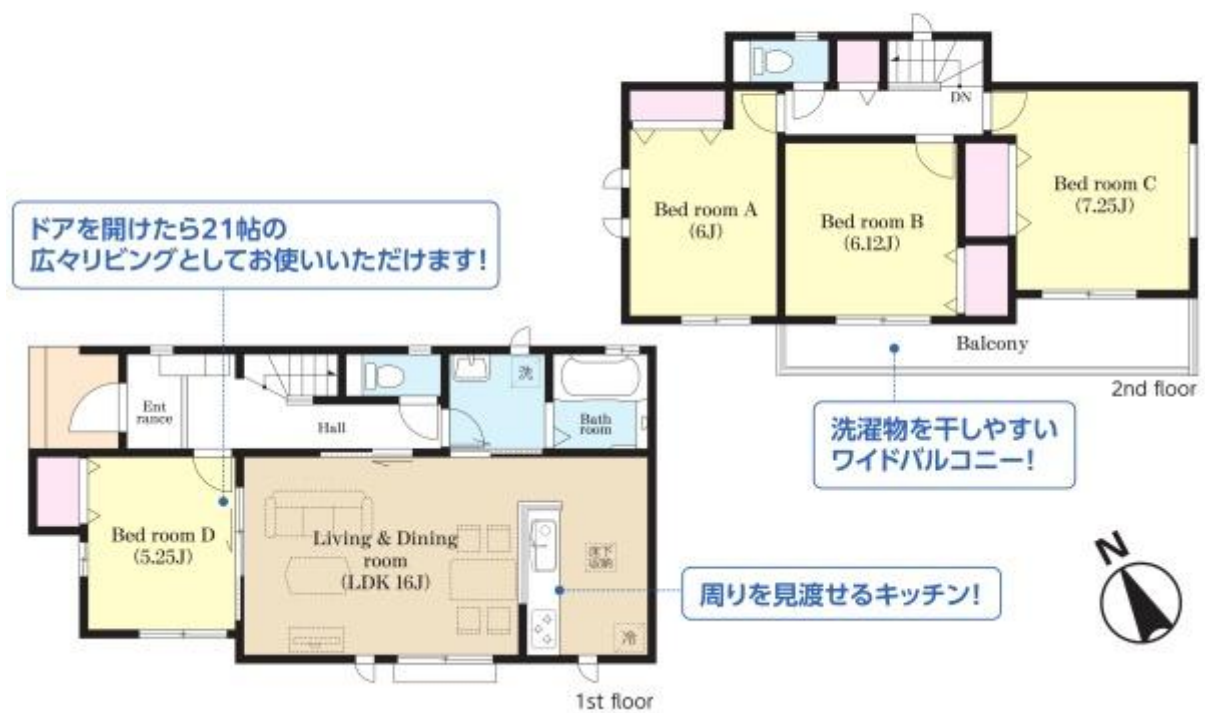 DN
Bed room A
(6J)
Bed room B
(6.12J)
Bed room C
(7.25J)
Balcony
2nd floor
ドアを開けたら21帖の
広々リビングとしてお使いいただけます！
洗濯物を干しやすい
ワイドバルコニー！
Ent
rance
Hall
洗
Bath
room
Bed room D
(5.25J)
Living & Dining
room
(LDK 16J)
床下
収納
冷
周りを見渡せるキッチン！
N
1st floor